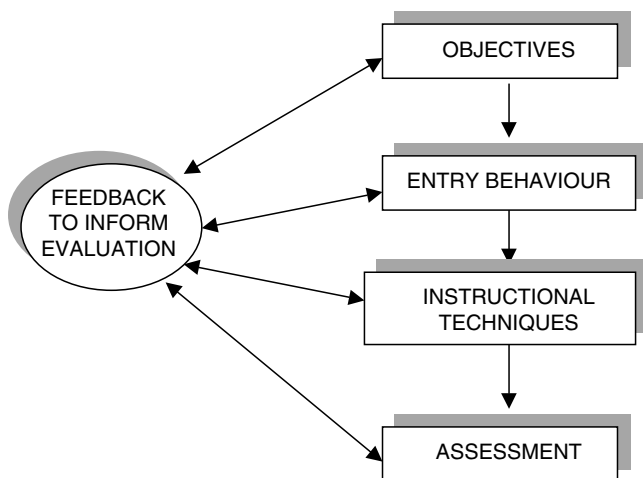 OBJECTIVES
ENTRY BEHAVIOUR
FEEDBACK
TO INFORM
EVALUATION
INSTRUCTIONAL
TECHNIQUES
ASSESSMENT